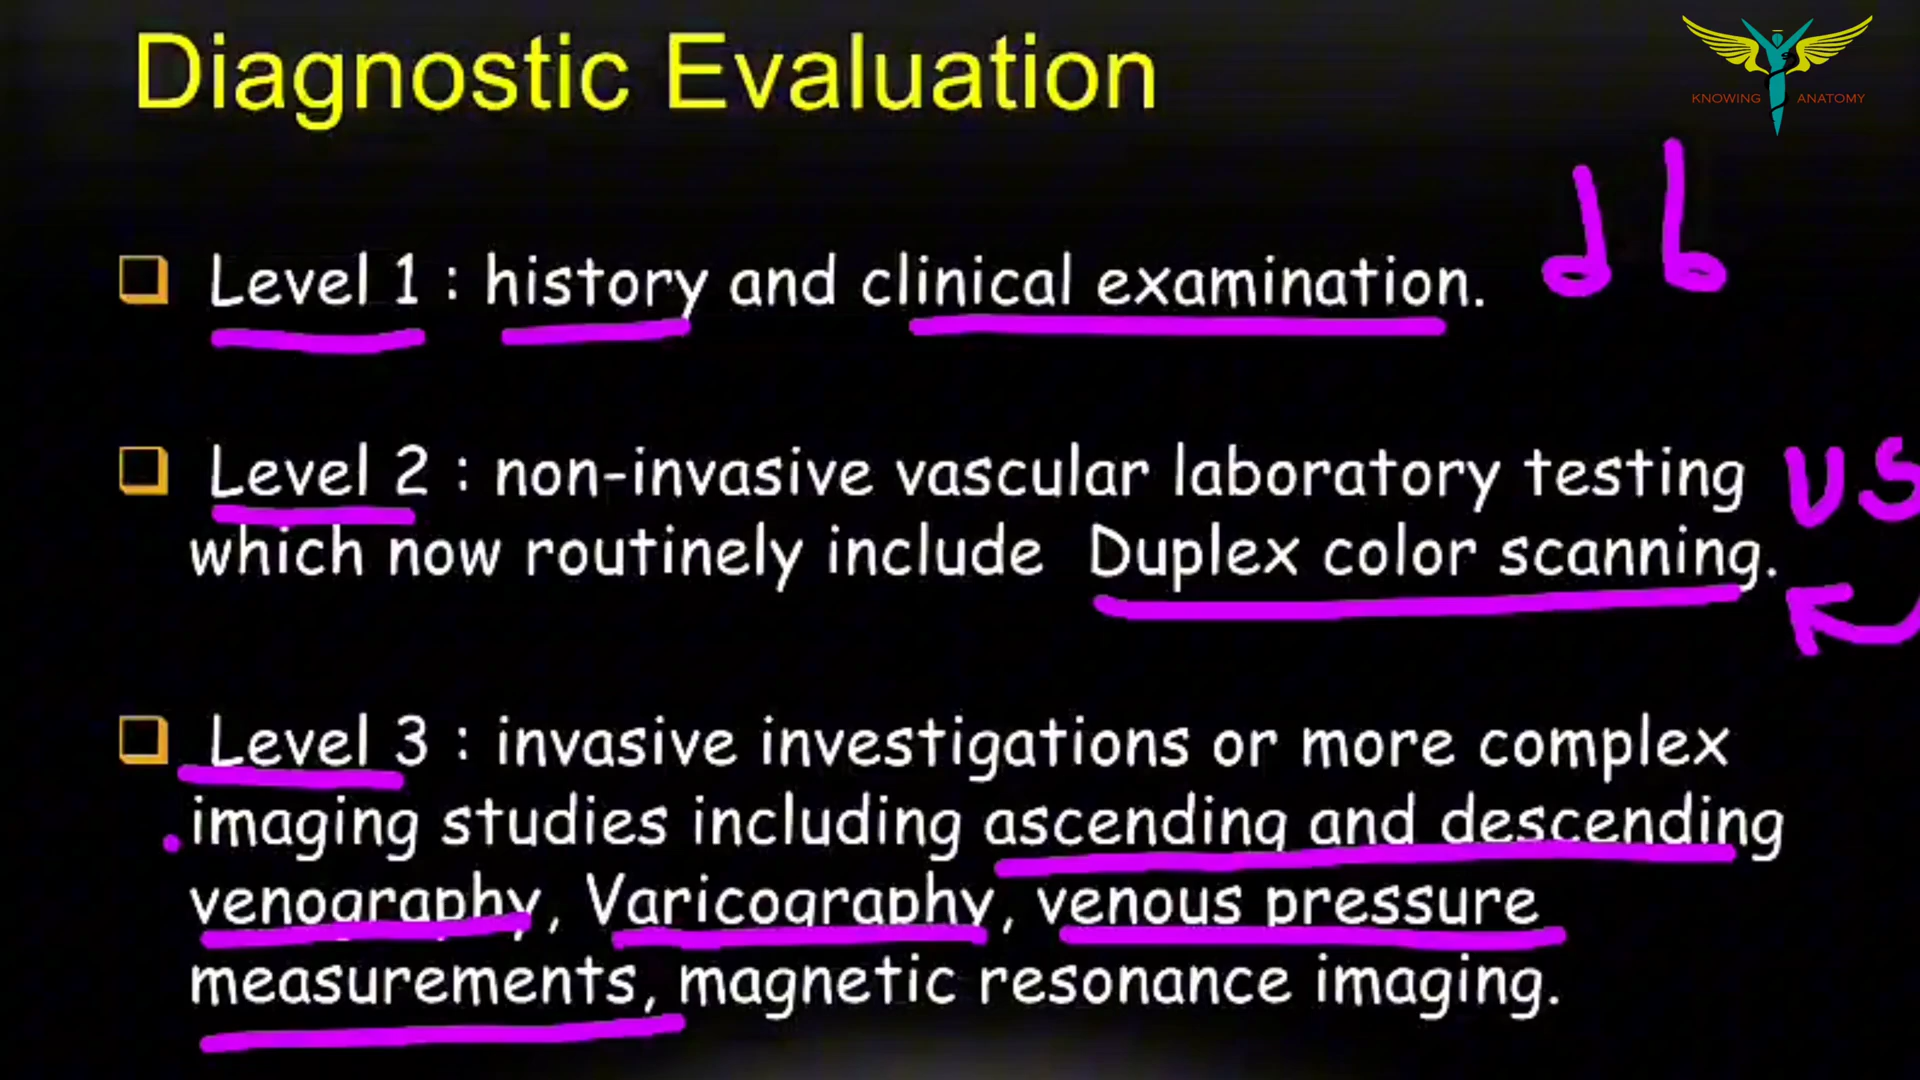 Diagnostic Evaluation
KNOWING ANATOMY
Level 1 : history and clinical examination.
Level 2 : non-invasive vascular laboratory testing US
which now routinely include Duplex color scanning.
Level 3 : invasive investigations or more complex
imaging studies including ascending and descending
venography, Varicography, venous pressure
measurements, magnetic resonance imaging.